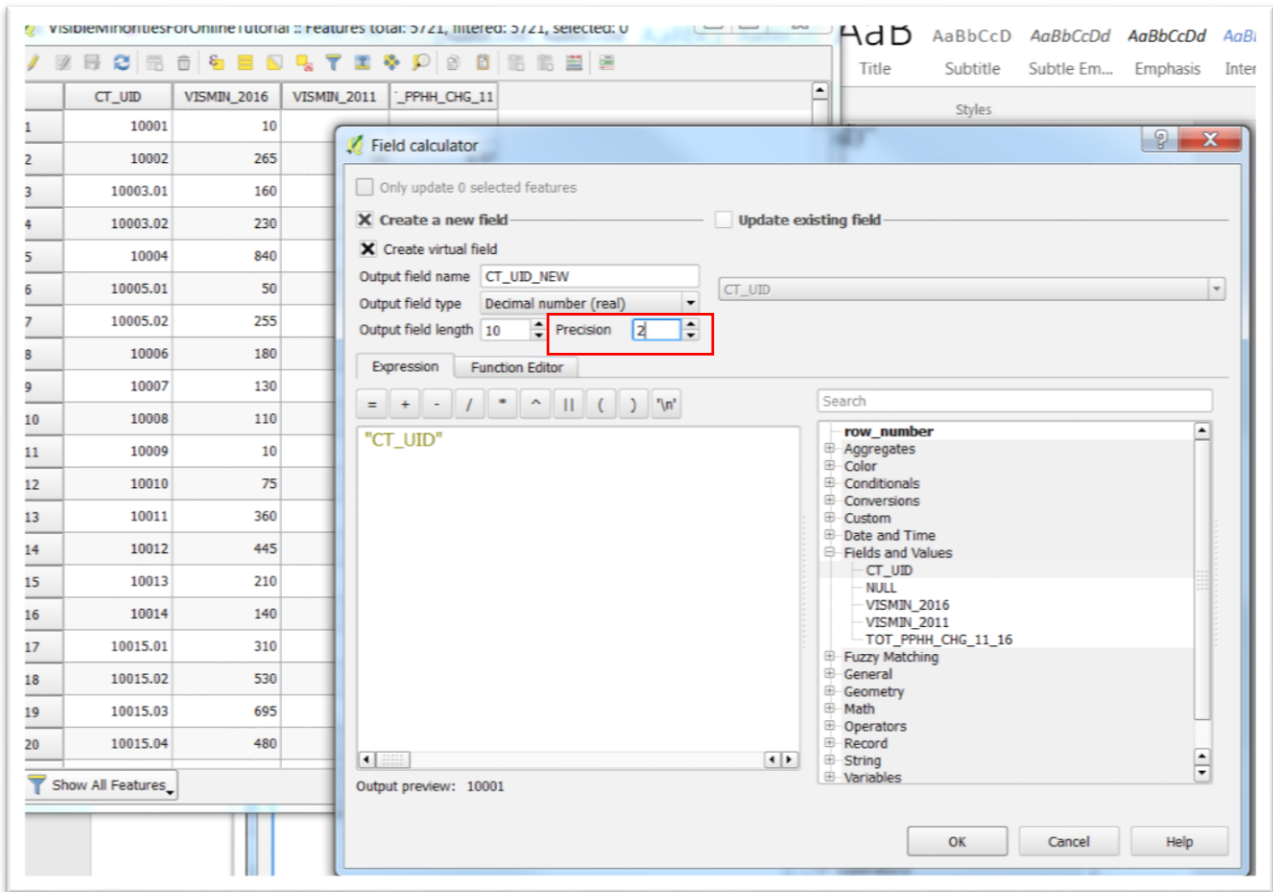 VisibleMinoritiesForOnlineTutorial :: Features total: 5721, filtered: 5721, selected: 0
CT_UID VISMIN_2016 VISMIN_2011 _PPHH_CHG_11
1 10001 10
2 10002 265
3 10003.01 160
4 10003.02 230
5 10004 840
6 10005.01 50
7 10005.02 255
8 10006 180
9 10007 130
10 10008 110
11 10009 10
12 10010 75
13 10011 360
14 10012 445
15 10013 210
16 10014 140
17 10015.01 310
18 10015.02 530
19 10015.03 695
20 10015.04 480
Show All Features
AaB AaBbCcD AaBbCcDd AaBbCcDd AaBl
Title Subtitle Subtle Em... Emphasis Inter
Styles
Field calculator
Only update 0 selected features
Create a new field Update existing field
Create virtual field
Output field name CT_UID_NEW
CT_UID
Output field type Decimal number (real)
Output field length 10 Precision 2
Expression Function Editor
= + - / * ^ || ( ) '\n'
"CT_UID"
Output preview: 10001
Search
row_number
Aggregates
Color
Conditionals
Conversions
Custom
Date and Time
Fields and Values
CT_UID
NULL
VISMIN_2016
VISMIN_2011
TOT_PPHH_CHG_11_16
Fuzzy Matching
General
Geometry
Math
Operators
Record
String
Variables
OK Cancel Help